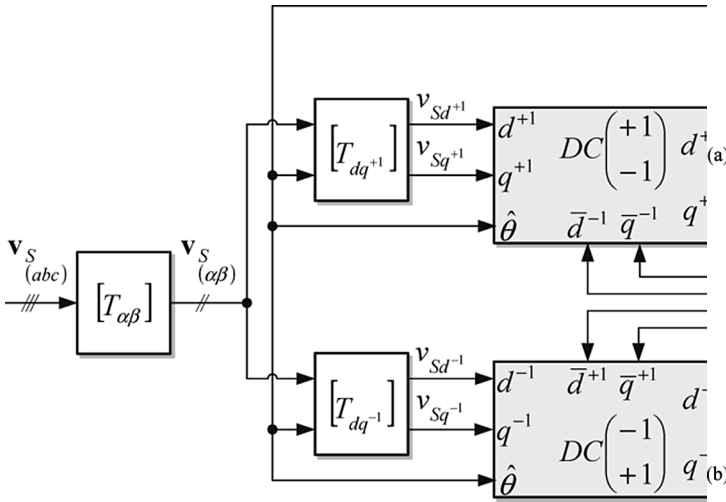 v_S(abc)
[T_αβ]
v_S(αβ)
[T_dq⁺¹]
v_Sd⁺¹
v_Sq⁺¹
d⁺¹
q⁺¹
θ̂
DC(+1 −1)
d̅⁻¹ q̅⁻¹
d⁺
q⁺
(a)
[T_dq⁻¹]
v_Sd⁻¹
v_Sq⁻¹
d⁻¹
q⁻¹
θ̂
d̅⁺¹ q̅⁺¹
DC(−1 +1)
d⁻
q⁻
(b)